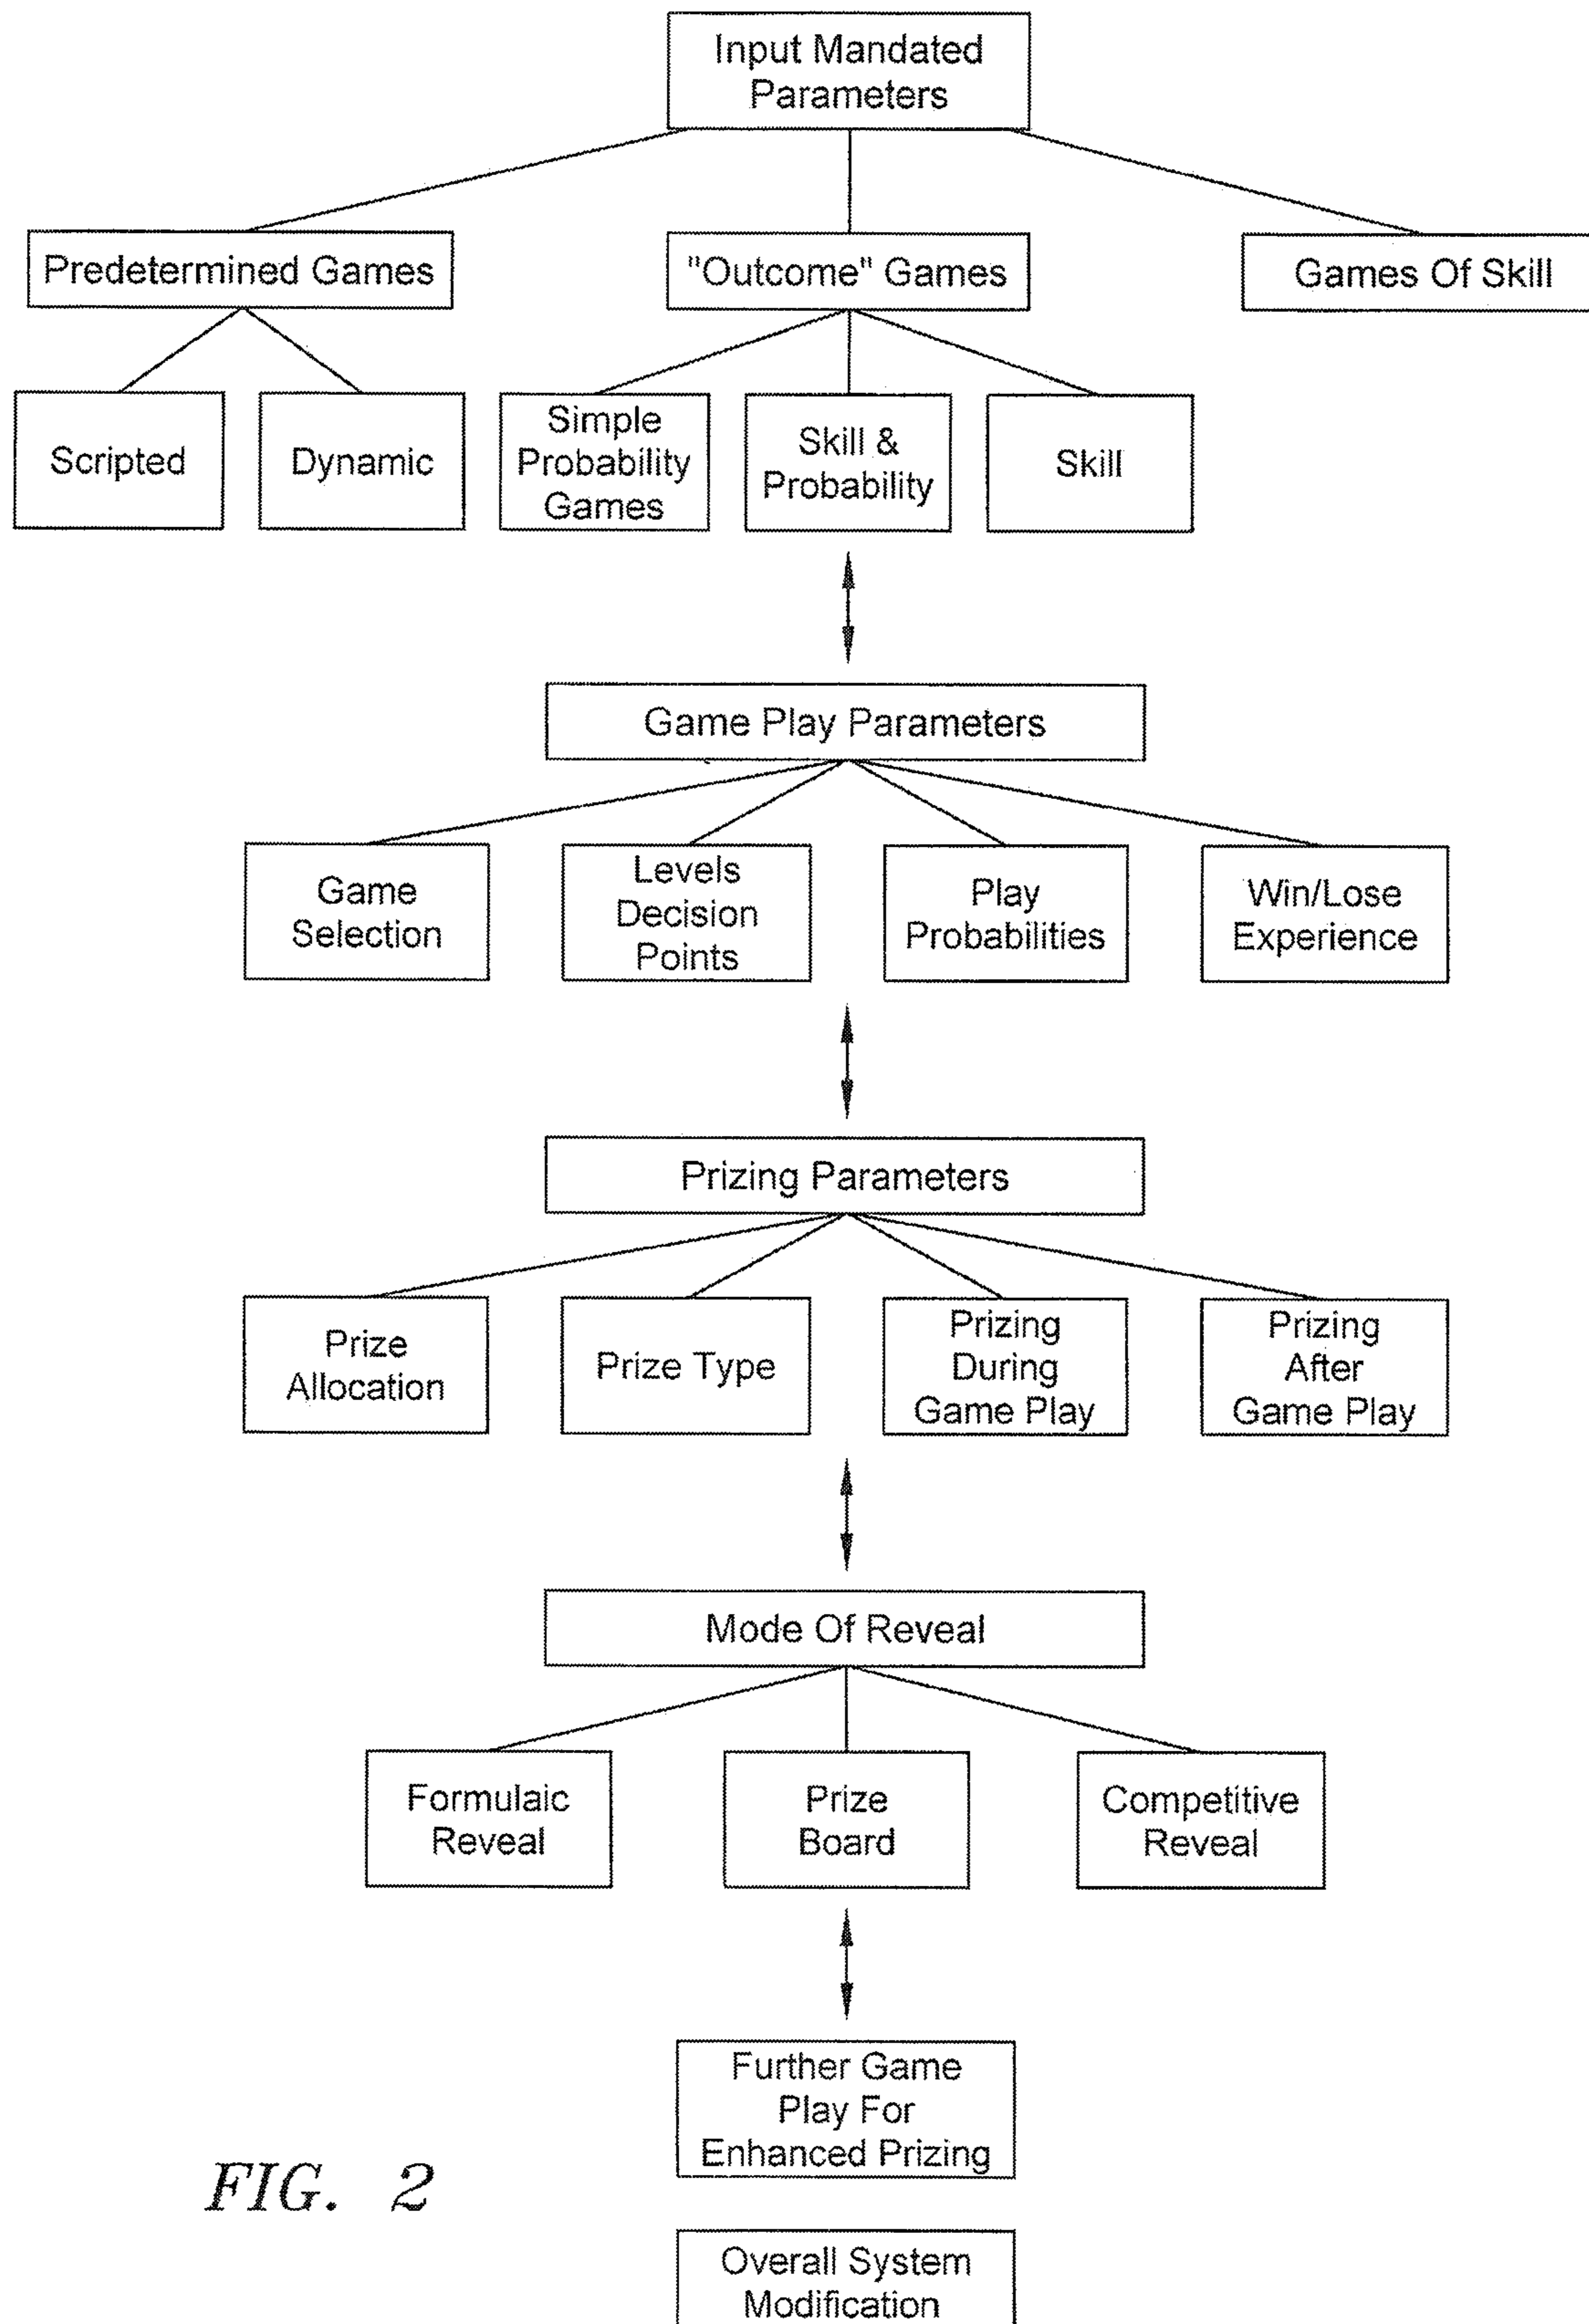 Input Mandated
Parameters
Predetermined Games
"Outcome" Games
Games Of Skill
Scripted
Dynamic
Simple
Probability
Games
Skill &
Probability
Skill
Game Play Parameters
Game
Selection
Levels
Decision
Points
Play
Probabilities
Win/Lose
Experience
Prizing Parameters
Prize
Allocation
Prize Type
Prizing
During
Game Play
Prizing
After
Game Play
Mode Of Reveal
Formulaic
Reveal
Prize
Board
Competitive
Reveal
Further Game
Play For
Enhanced Prizing
FIG. 2
Overall System
Modification